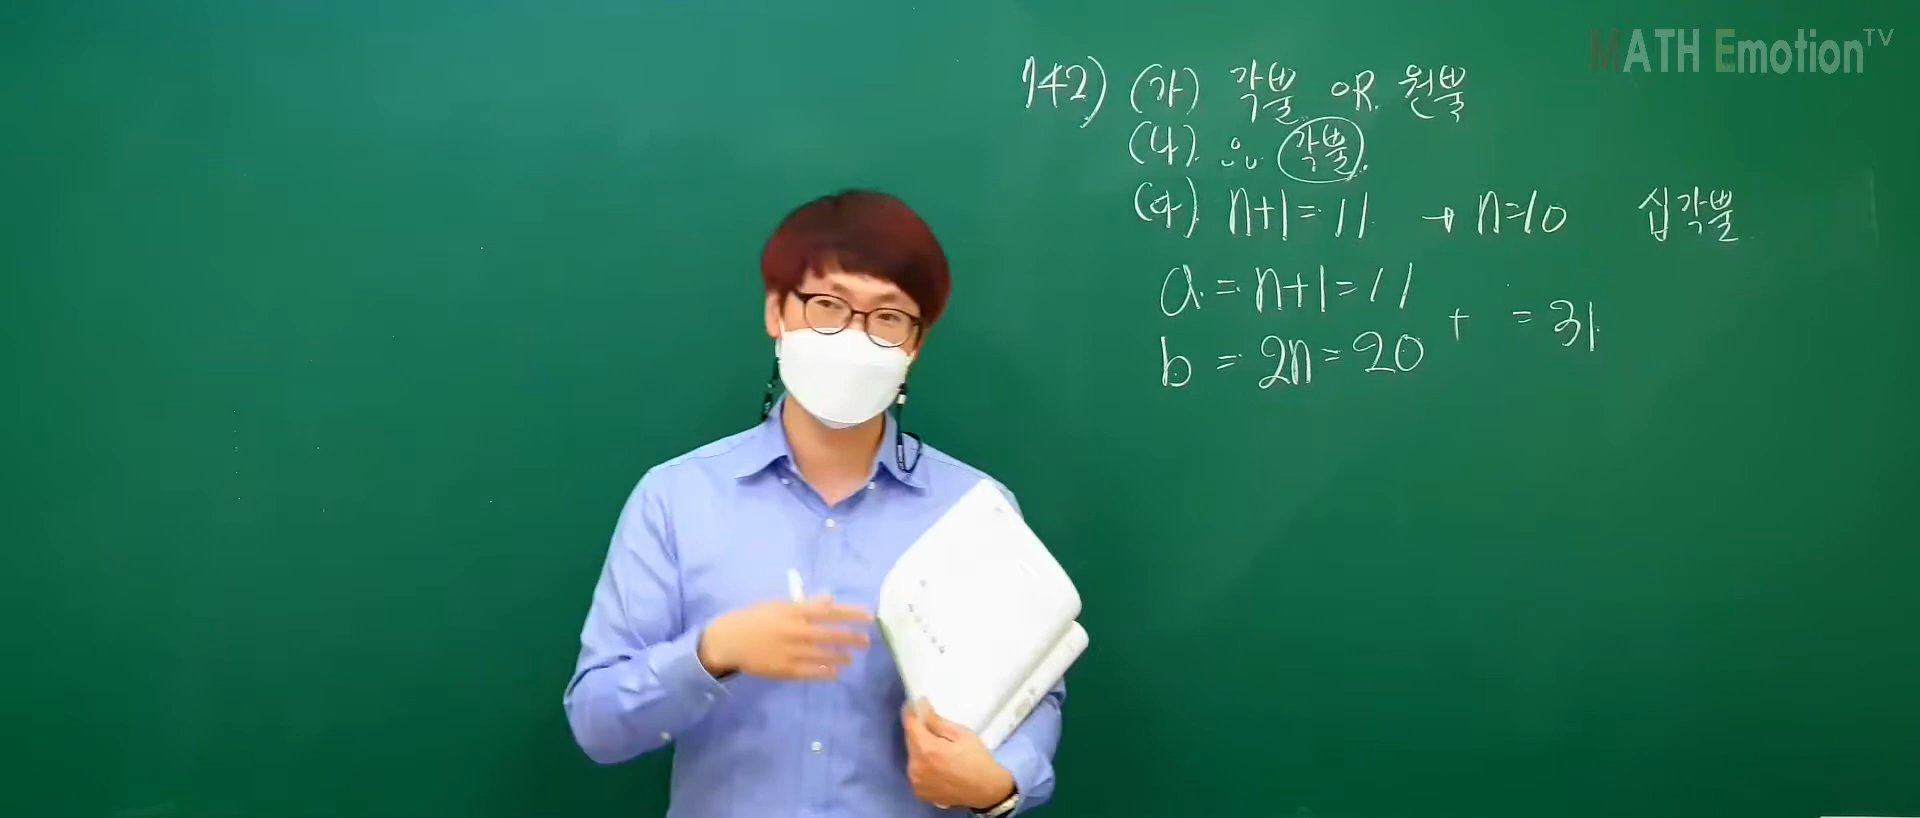 MATH Emotion TV
742) (가) 각뿔 OR 원뿔
(나) 각뿔
(다) n+1=11 → n=10 십각뿔
a = n+1 = 11
+ = 31
b = 2n = 20